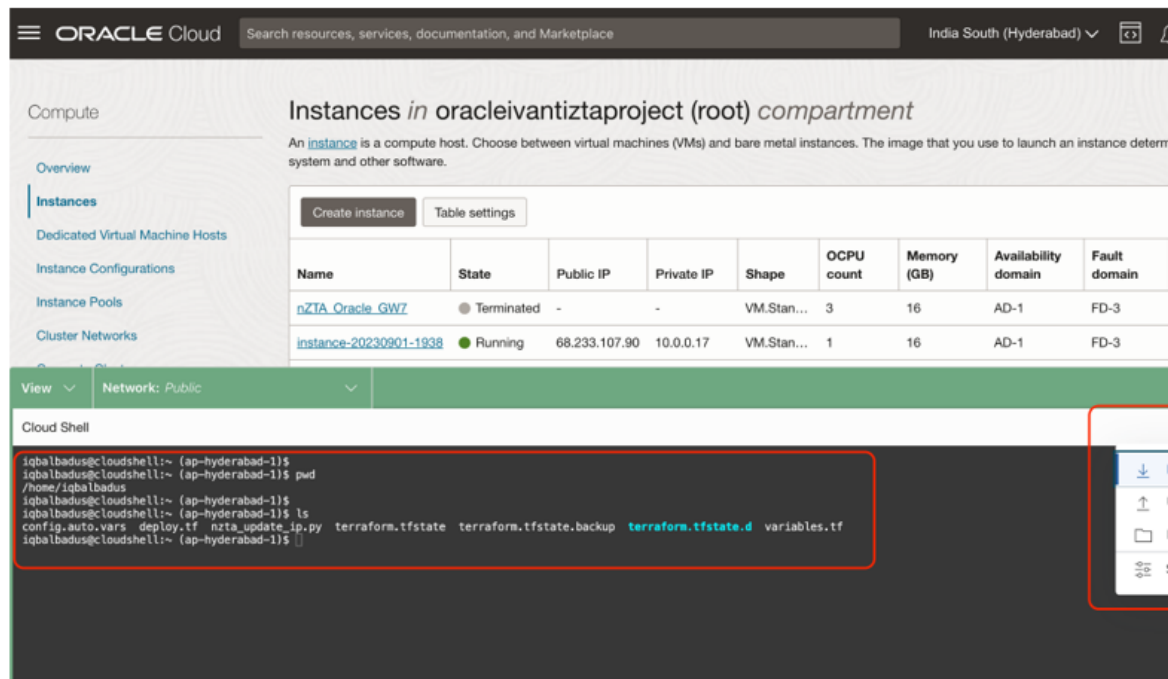 ORACLE Cloud
Search resources, services, documentation, and Marketplace
India South (Hyderabad)
Compute
Overview
Instances
Dedicated Virtual Machine Hosts
Instance Configurations
Instance Pools
Cluster Networks
Instances in oracleivantiztaproject (root) compartment
An instance is a compute host. Choose between virtual machines (VMs) and bare metal instances. The image that you use to launch an instance determ
system and other software.
Create instance Table settings
Name State Public IP Private IP Shape OCPU count Memory (GB) Availability domain Fault domain
nZTA_Oracle_GW7 Terminated - - VM.Stan... 3 16 AD-1 FD-3
instance-20230901-1938 Running 68.233.107.90 10.0.0.17 VM.Stan... 1 16 AD-1 FD-3
View Network: Public
Cloud Shell
iqbalbadus@cloudshell:~ (ap-hyderabad-1)$
iqbalbadus@cloudshell:~ (ap-hyderabad-1)$ pwd
/home/iqbalbadus
iqbalbadus@cloudshell:~ (ap-hyderabad-1)$
iqbalbadus@cloudshell:~ (ap-hyderabad-1)$ ls
config.auto.vars deploy.tf nzta_update_ip.py terraform.tfstate terraform.tfstate.backup terraform.tfstate.d variables.tf
iqbalbadus@cloudshell:~ (ap-hyderabad-1)$